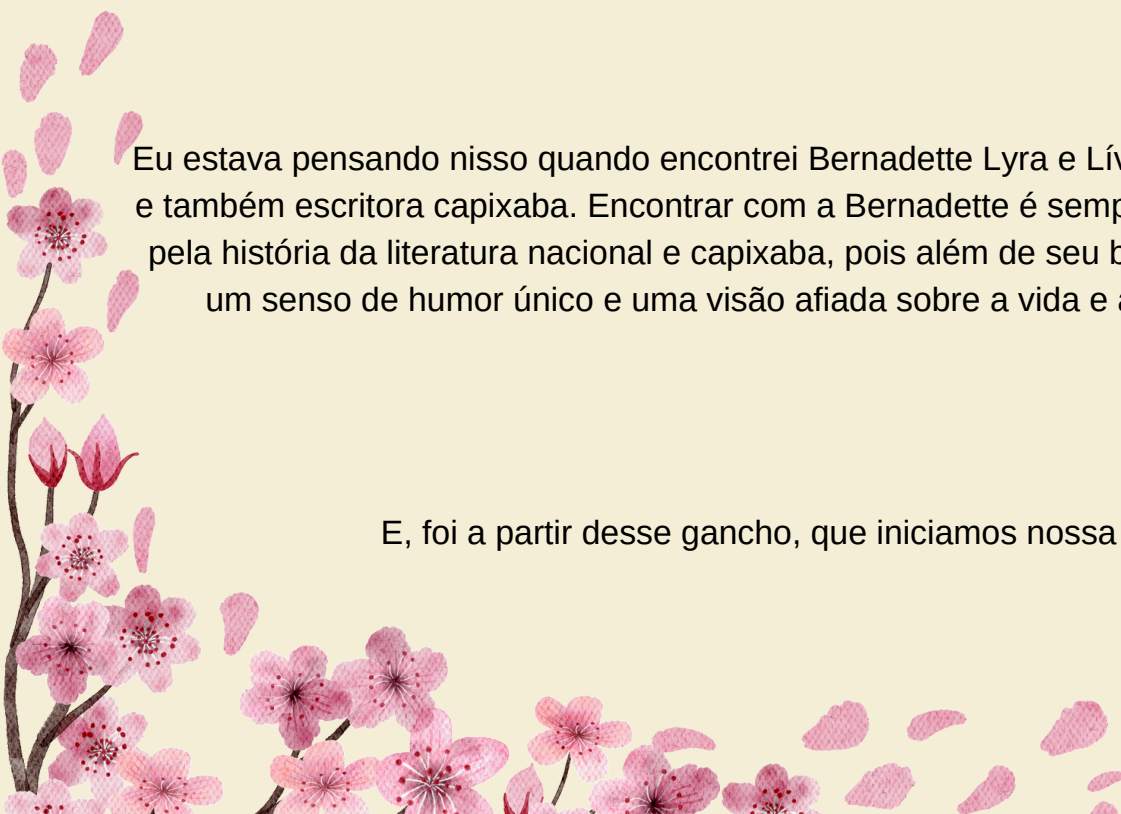 Eu estava pensando nisso quando encontrei Bernadette Lyra e
e também escritora capixaba. Encontrar com a Bernadette é
pela história da literatura nacional e capixaba, pois além de seu
um senso de humor único e uma visão afiada sobre a vida e
E, foi a partir desse gancho, que iniciamos nossa